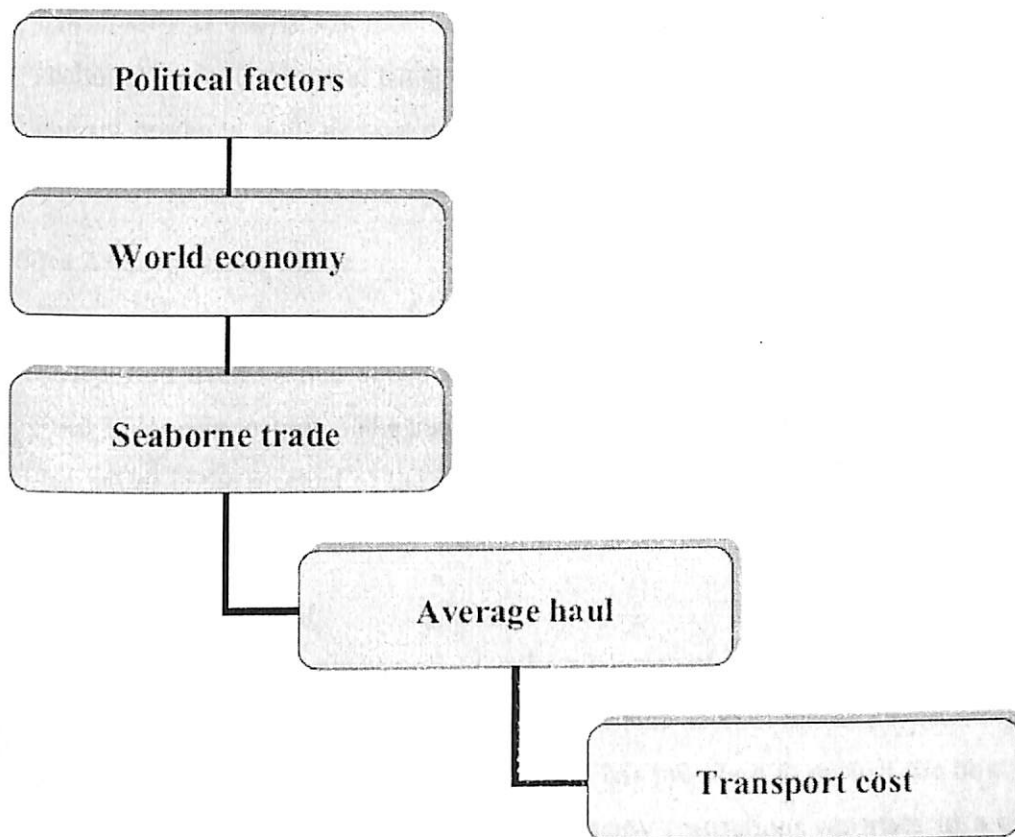 Political factors
World economy
Seaborne trade
Average haul
Transport cost